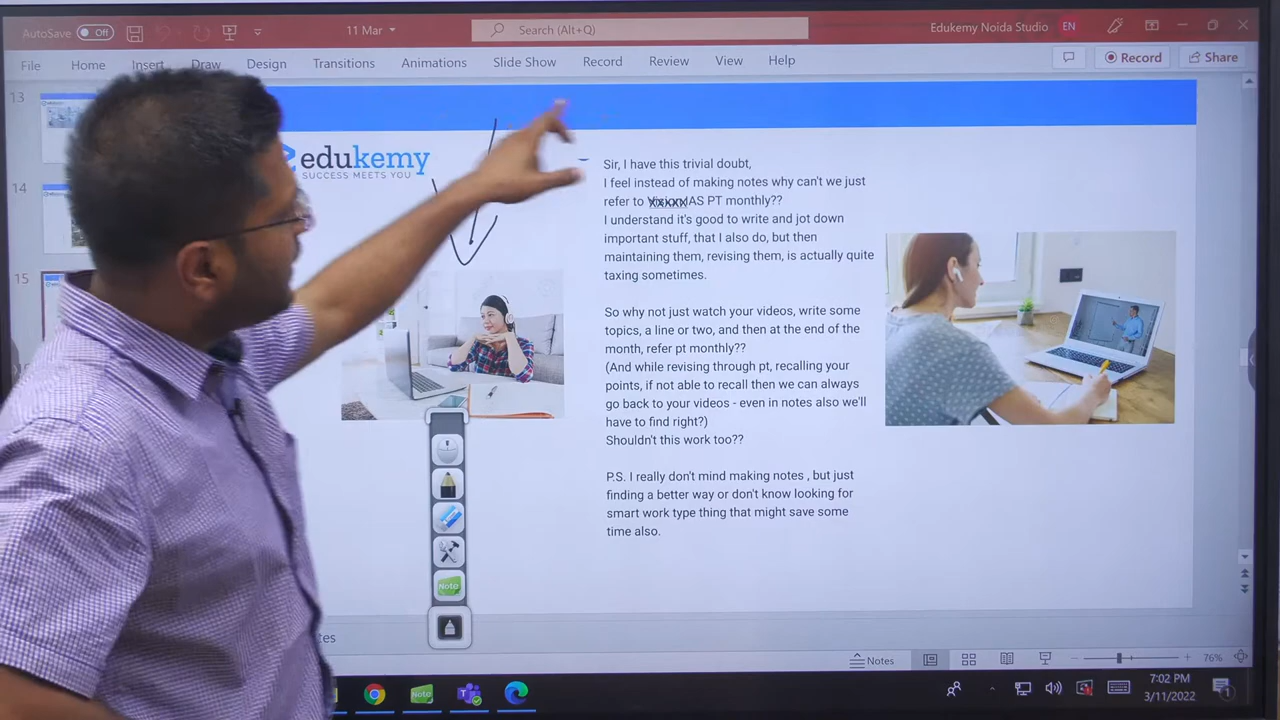 AutoSave Off
11 Mar
Search (Alt+Q)
Edukemy Noida Studio EN
File Home Insert Draw Design Transitions Animations Slide Show Record Review View Help
Record Share
13
14
15
edukemy
SUCCESS MEETS YOU
Sir, I have this trivial doubt,
I feel instead of making notes why can't we just
refer to IAS PT monthly??
I understand it's good to write and jot down
important stuff, that I also do, but then
maintaining them, revising them, is actually quite
taxing sometimes.
So why not just watch your videos, write some
topics, a line or two, and then at the end of the
month, refer pt monthly??
(And while revising through pt, recalling your
points, if not able to recall then we can always
go back to your videos - even in notes also we'll
have to find right?)
Shouldn't this work too??
P.S. I really don't mind making notes , but just
finding a better way or don't know looking for
smart work type thing that might save some
time also.
Note
tes
Notes
76%
Note
7:02 PM
3/11/2022
1